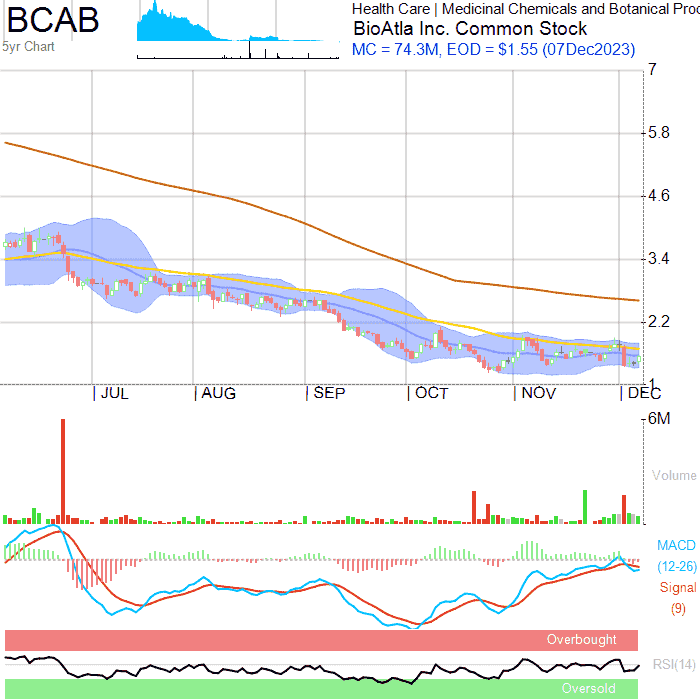 BCAB
5yr Chart
Health Care | Medicinal Chemicals and Botanical Proc
BioAtla Inc. Common Stock
MC = 74.3M, EOD = $1.55 (07Dec2023)
7
5.8
4.6
3.4
2.2
1
JUL AUG SEP OCT NOV DEC
6M
Volume
MACD
(12-26)
Signal
(9)
Overbought
RSI(14)
Oversold